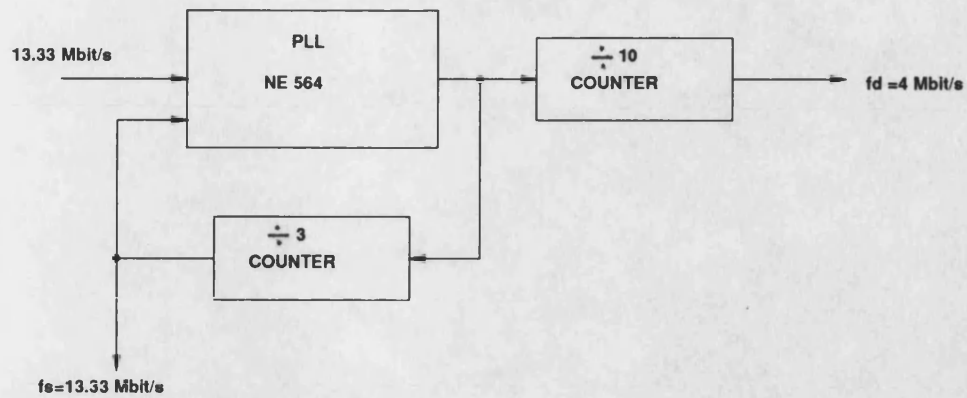 13.33 Mbit/s
PLL
NE 564
÷ 10
COUNTER
fd =4 Mbit/s
÷ 3
COUNTER
fs=13.33 Mbit/s